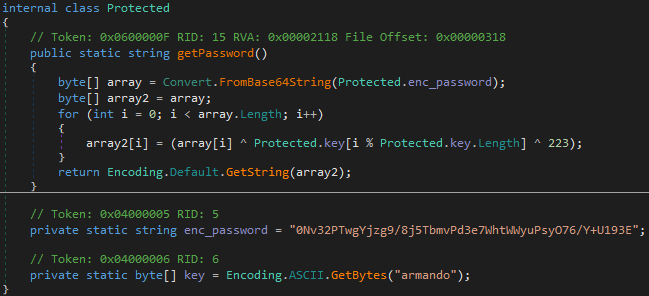 internal class Protected
{
// Token: 0x0600000F RID: 15 RVA: 0x00002118 File Offset: 0x00000318
public static string getPassword()
{
byte[] array = Convert.FromBase64String(Protected.enc_password);
byte[] array2 = array;
for (int i = 0; i < array.Length; i++)
{
array2[i] = (array[i] ^ Protected.key[i % Protected.key.Length] ^ 223);
}
return Encoding.Default.GetString(array2);
}
// Token: 0x04000005 RID: 5
private static string enc_password = "0Nv32PTwgYjzg9/8j5TbmvPd3e7WhtWWyuPsyO76/Y+U193E";
// Token: 0x04000006 RID: 6
private static byte[] key = Encoding.ASCII.GetBytes("armando");
}